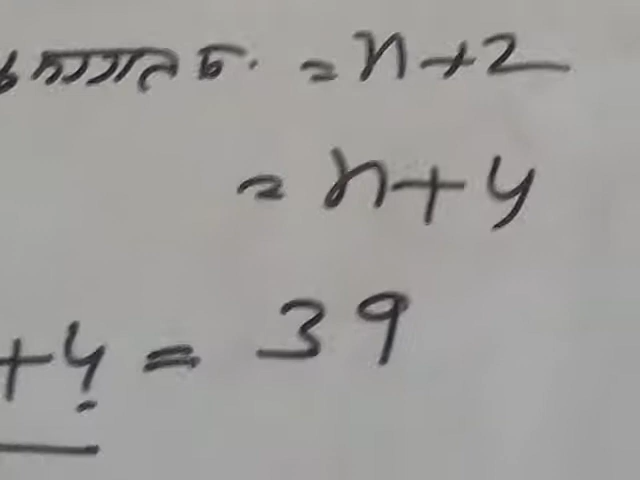 = n+2
= n+4
+4 = 39